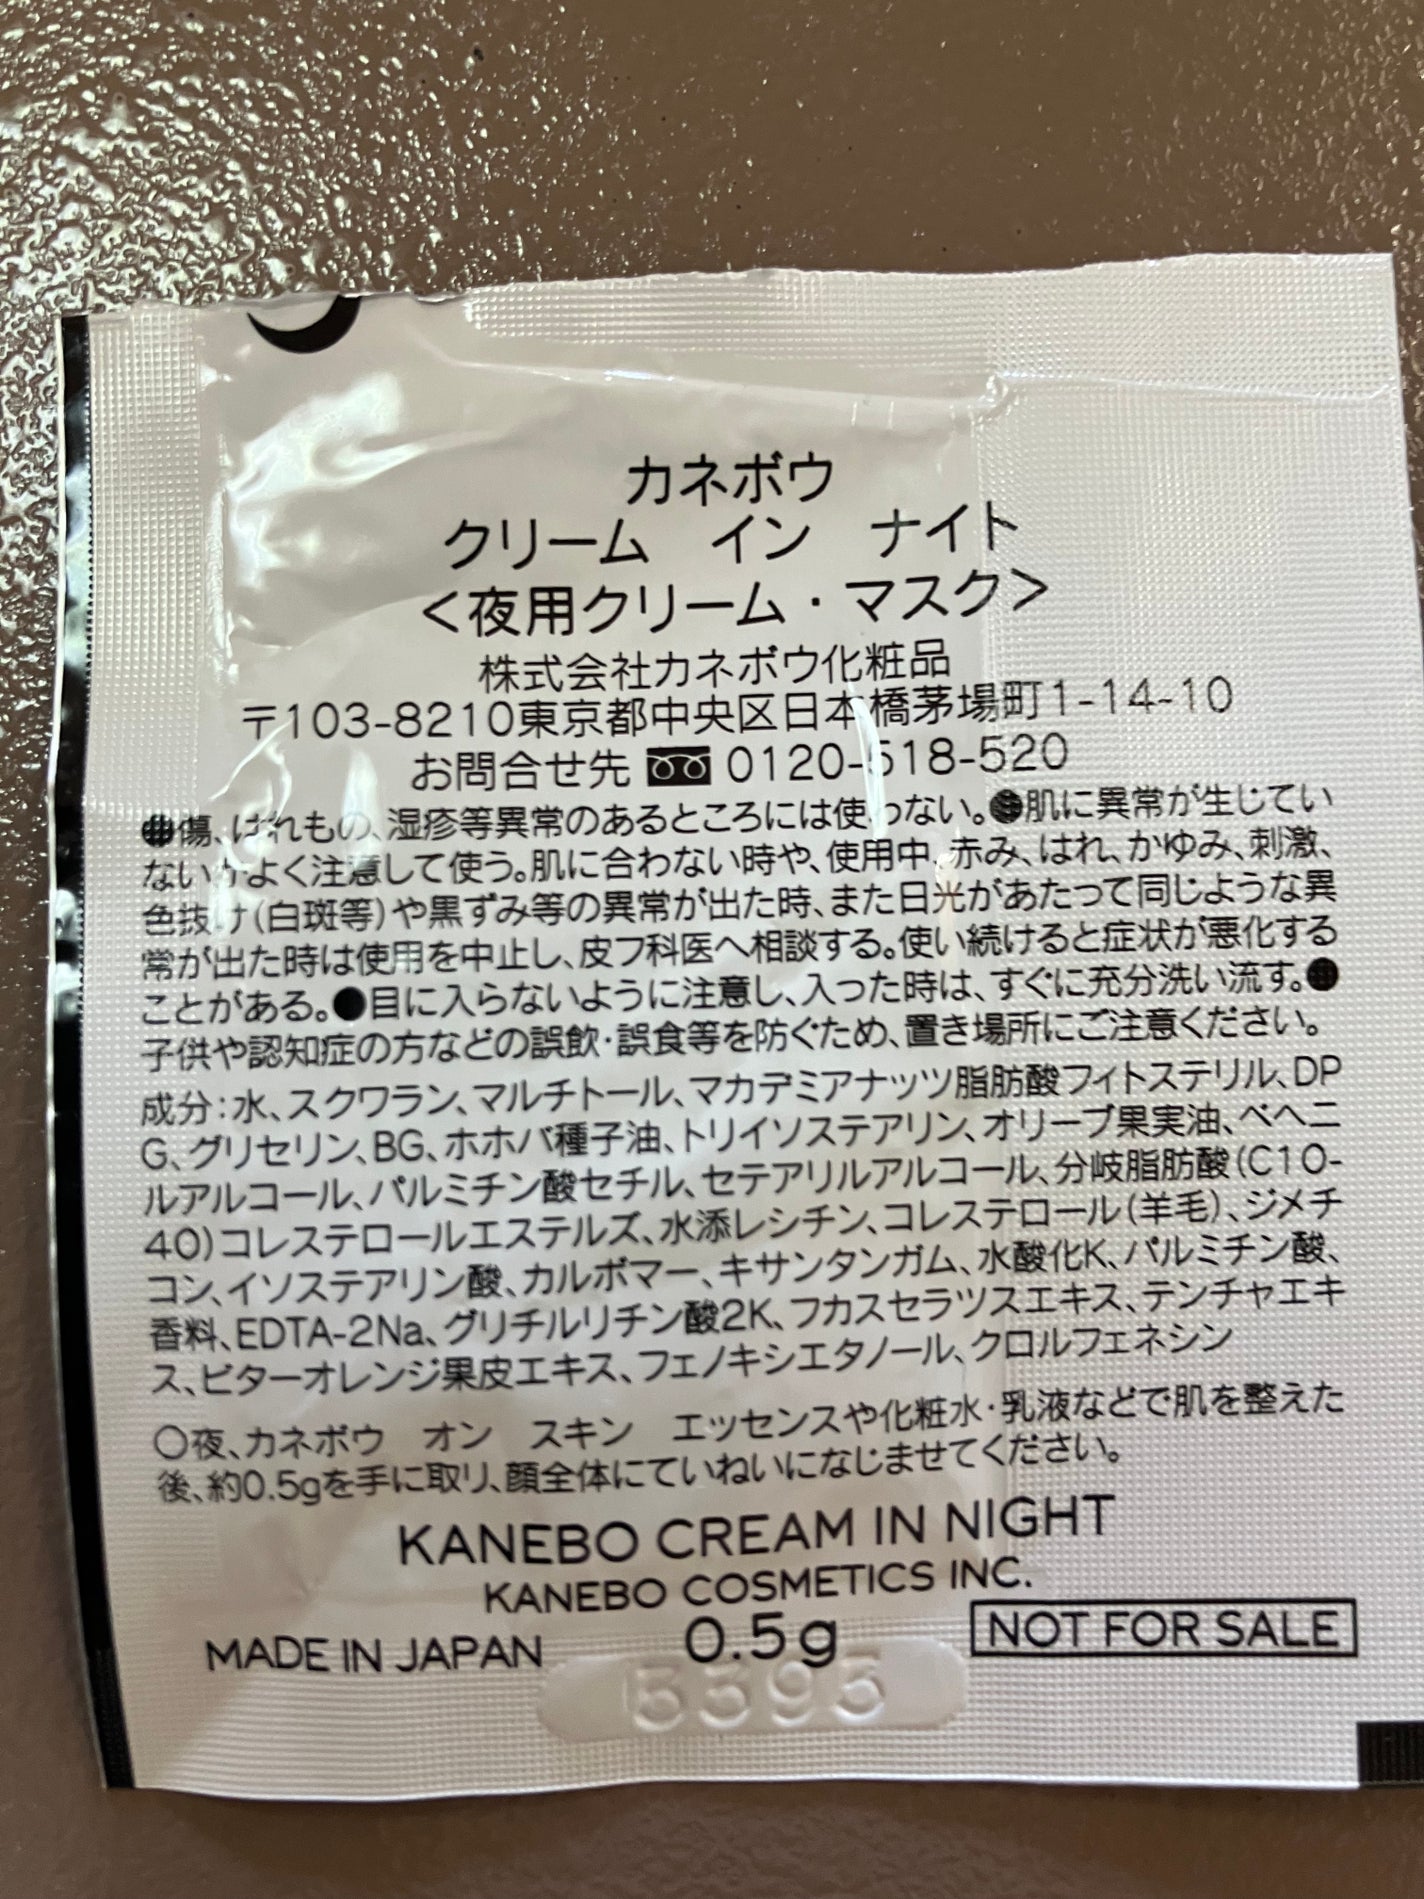 カネボウ
クリーム　イン　ナイト
<夜用クリーム・マスク>
株式会社カネボウ化粧品
〒103-8210東京都中央区日本橋茅場町1-14-10
お問合せ先 0120-518-520
●傷、はれもの、湿疹等異常のあるところには使わない。●肌に異常が生じてい
ないかよく注意して使う。肌に合わない時や、使用中、赤み、はれ、かゆみ、刺激、
色抜け(白斑等)や黒ずみ等の異常が出た時、また日光があたって同じような異
常が出た時は使用を中止し、皮フ科医へ相談する。使い続けると症状が悪化する
ことがある。●目に入らないように注意し、入った時は、すぐに充分洗い流す。●
子供や認知症の方などの誤飲・誤食等を防ぐため、置き場所にご注意ください。
成分：水、スクワラン、マルチトール、マカデミアナッツ脂肪酸フィトステリル、DP
G、グリセリン、BG、ホホバ種子油、トリイソステアリン、オリーブ果実油、ベヘニ
ルアルコール、パルミチン酸セチル、セテアリルアルコール、分岐脂肪酸(C10-
40)コレステロールエステルズ、水添レシチン、コレステロール(羊毛)、ジメチ
コン、イソステアリン酸、カルボマー、キサンタンガム、水酸化K、パルミチン酸、
香料、EDTA-2Na、グリチルリチン酸2K、フカスセラツスエキス、テンチャエキ
ス、ビターオレンジ果皮エキス、フェノキシエタノール、クロルフェネシン
○夜、カネボウ　オン　スキン　エッセンスや化粧水・乳液などで肌を整えた
後、約0.5gを手に取り、顔全体にていねいになじませてください。
KANEBO CREAM IN NIGHT
KANEBO COSMETICS INC.
MADE IN JAPAN 0.5g NOT FOR SALE